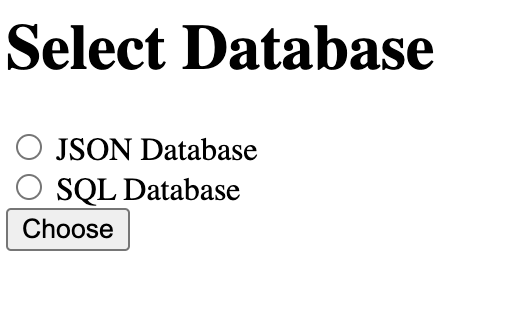 Select Database
JSON Database
SQL Database
Choose